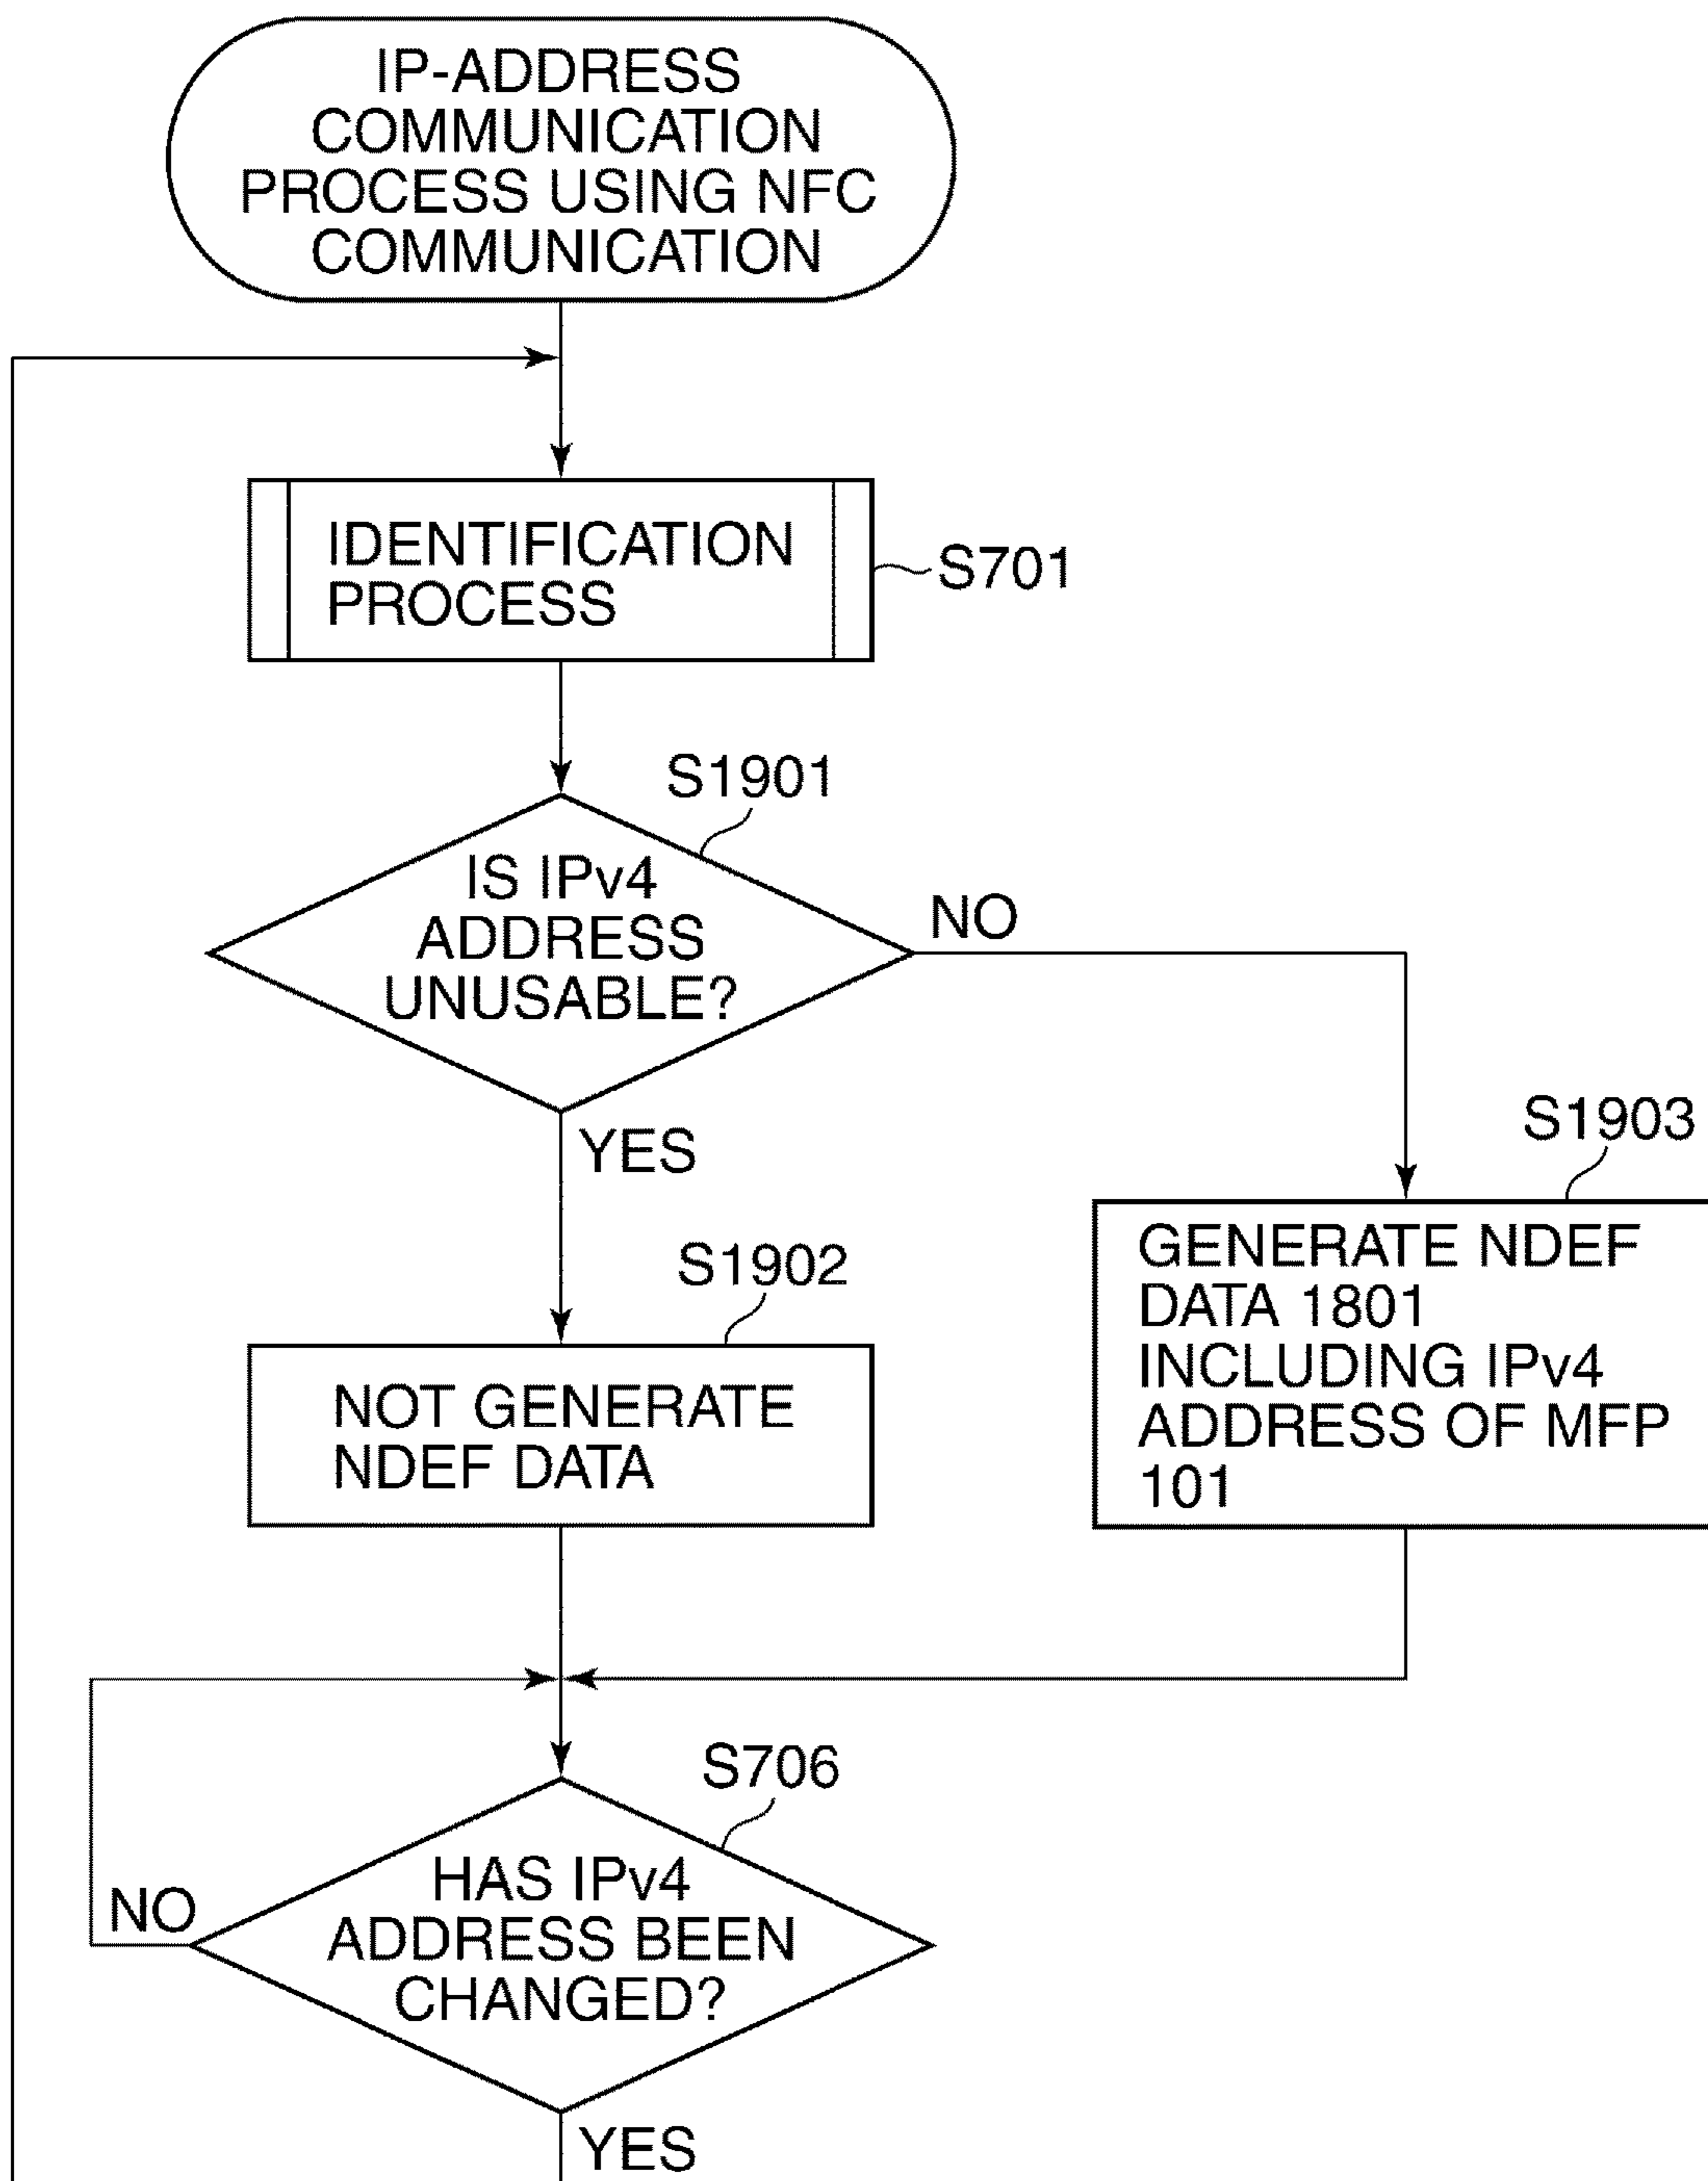 IP-ADDRESS
COMMUNICATION
PROCESS USING NFC
COMMUNICATION
IDENTIFICATION
PROCESS
S701
S1901
IS IPv4
ADDRESS
UNUSABLE?
NO
YES
S1903
GENERATE NDEF
DATA 1801
INCLUDING IPv4
ADDRESS OF MFP
101
S1902
NOT GENERATE
NDEF DATA
S706
HAS IPv4
ADDRESS BEEN
CHANGED?
NO
YES